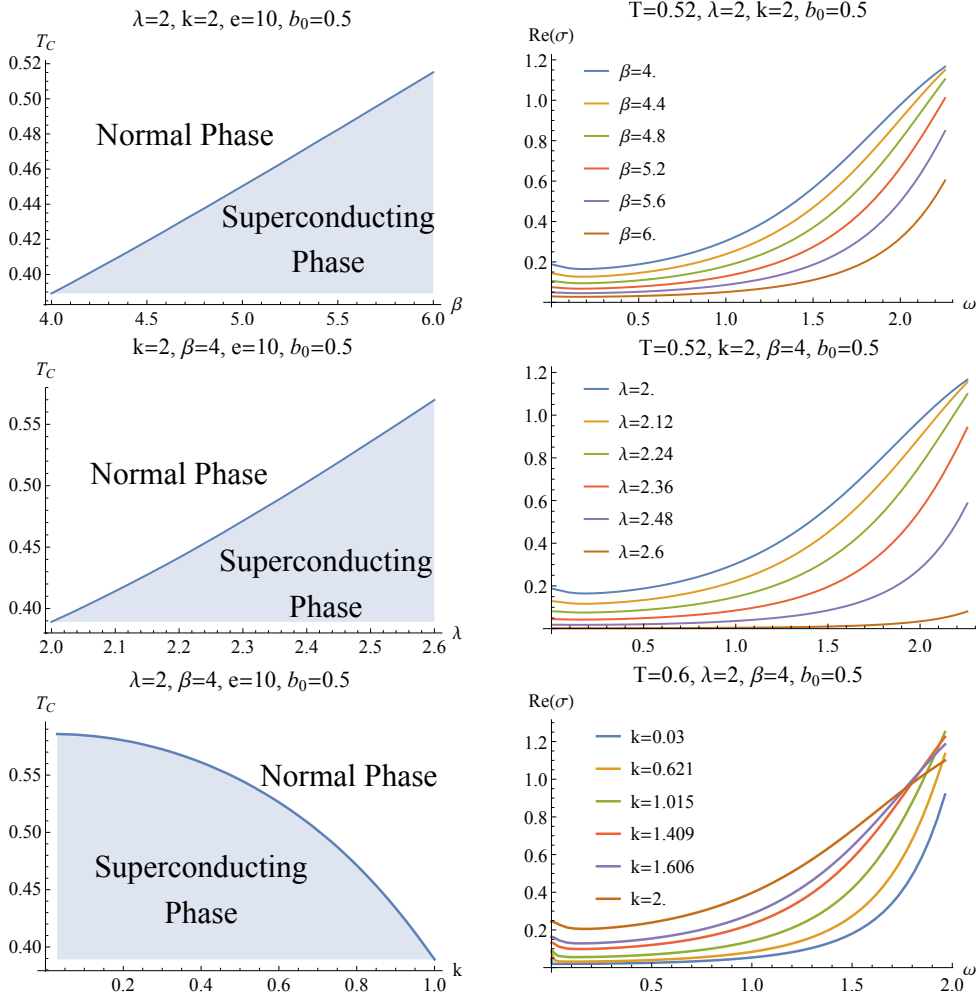 λ=2, k=2, e=10, b₀=0.5
T_C
0.52
0.48
0.46
0.44
0.42
0.40
4.0
4.5
5.0
5.5
6.0
β
Normal Phase
Superconducting
Phase
T=0.52, λ=2, k=2, b₀=0.5
Re(σ)
1.2
1.0
0.8
0.6
0.4
0.2
0.5
1.0
1.5
2.0
ω
β=4.
β=4.4
β=4.8
β=5.2
β=5.6
β=6.
k=2, β=4, e=10, b₀=0.5
T_C
0.55
0.50
0.45
0.40
2.0
2.1
2.2
2.3
2.4
2.5
2.6
λ
Normal Phase
Superconducting
Phase
T=0.52, k=2, β=4, b₀=0.5
Re(σ)
1.2
1.0
0.8
0.6
0.4
0.2
0.5
1.0
1.5
2.0
ω
λ=2.
λ=2.12
λ=2.24
λ=2.36
λ=2.48
λ=2.6
λ=2, β=4, e=10, b₀=0.5
T_C
0.55
0.50
0.45
0.40
0.2
0.4
0.6
0.8
1.0
k
Normal Phase
Superconducting
Phase
T=0.6, λ=2, β=4, b₀=0.5
Re(σ)
1.2
1.0
0.8
0.6
0.4
0.2
0.0
0.5
1.0
1.5
2.0
ω
k=0.03
k=0.621
k=1.015
k=1.409
k=1.606
k=2.